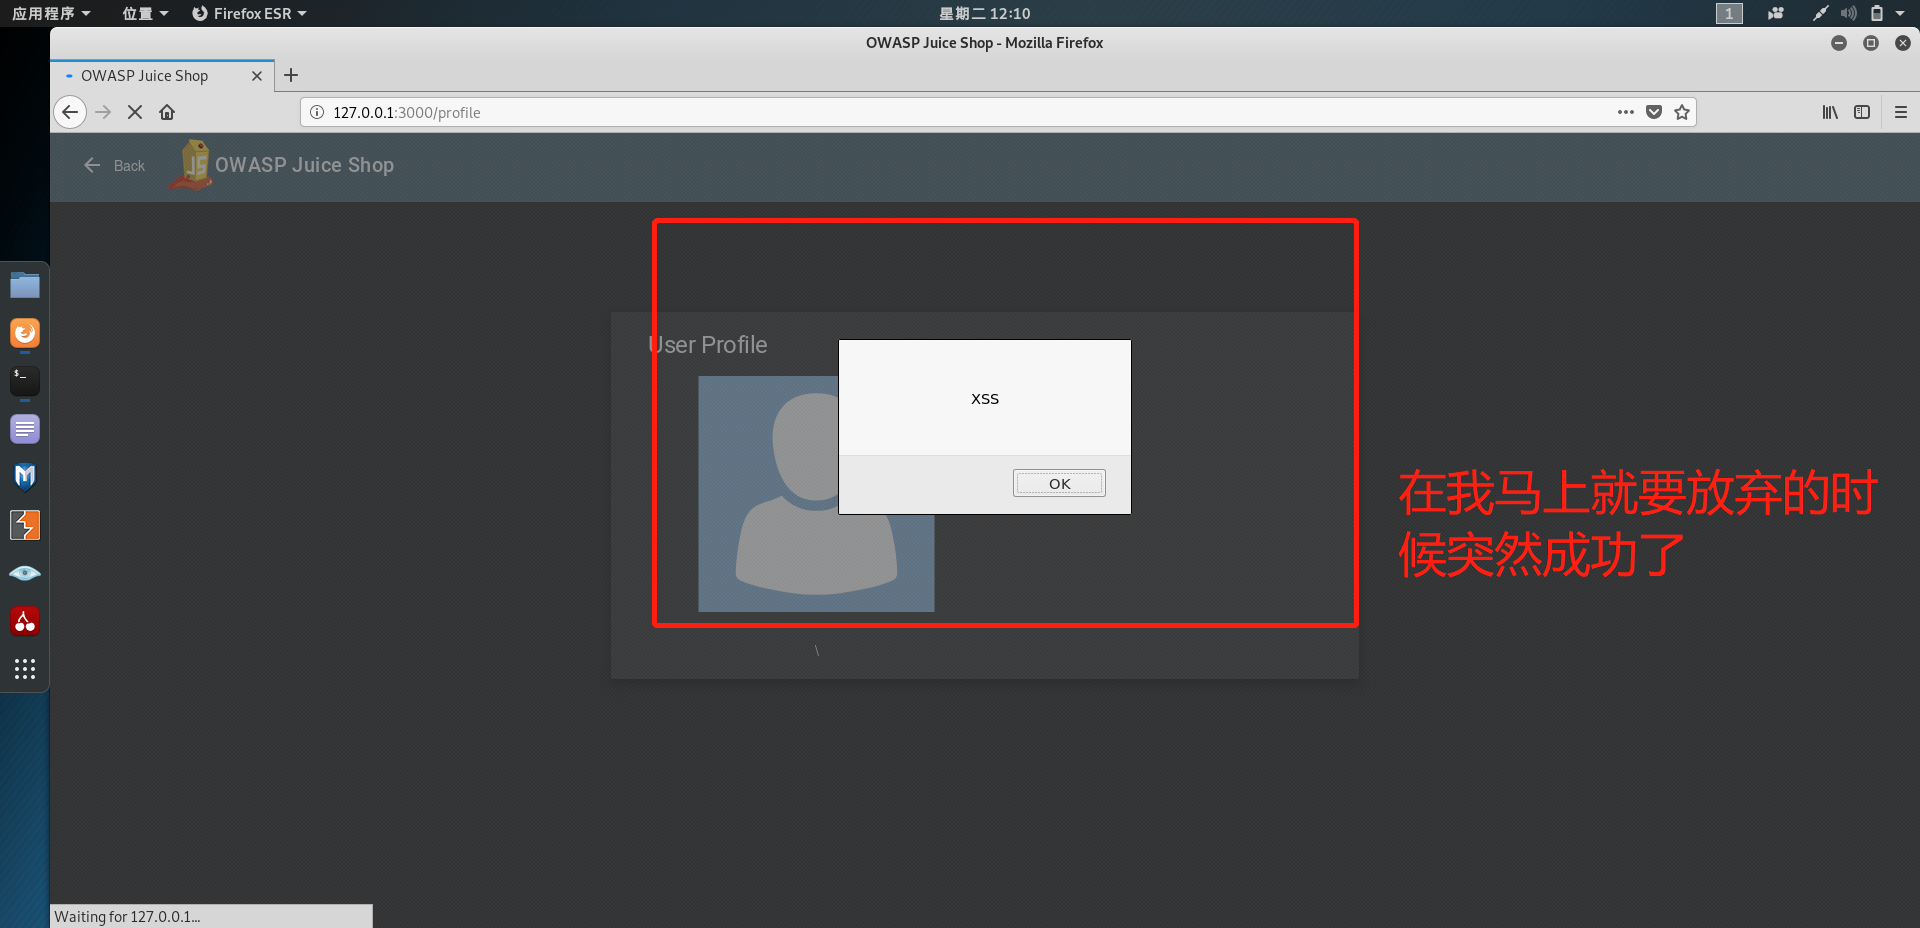 应用程序 位置 Firefox ESR 星期二 12:10 1
OWASP Juice Shop - Mozilla Firefox
OWASP Juice Shop
127.0.0.1:3000/profile
Back JS OWASP Juice Shop
User Profile
XSS
OK
在我马上就要放弃的时
候突然成功了
\
$_
Waiting for 127.0.0.1...